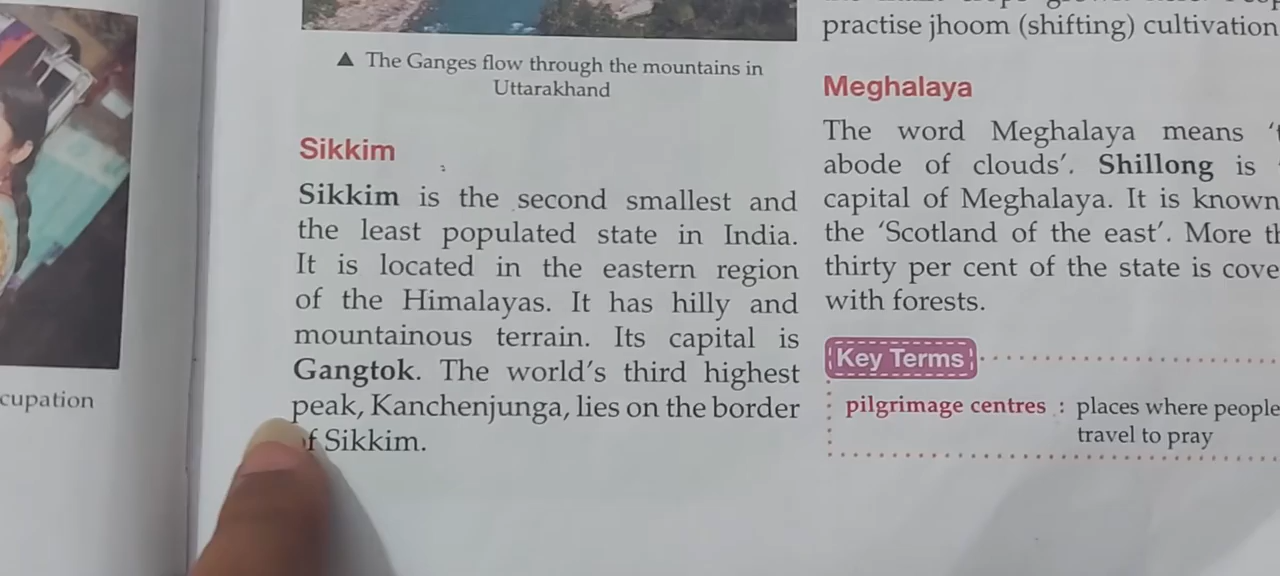 cupation
▲ The Ganges flow through the mountains in
Uttarakhand
Sikkim
Sikkim is the second smallest and
the least populated state in India.
It is located in the eastern region
of the Himalayas. It has hilly and
mountainous terrain. Its capital is
Gangtok. The world's third highest
peak, Kanchenjunga, lies on the border
of Sikkim.
practise jhoom (shifting) cultivation
Meghalaya
The word Meghalaya means
abode of clouds'. Shillong is
capital of Meghalaya. It is known
the 'Scotland of the east'. More
thirty per cent of the state is
with forests.
Key Terms
pilgrimage centres : places where people
travel to pray